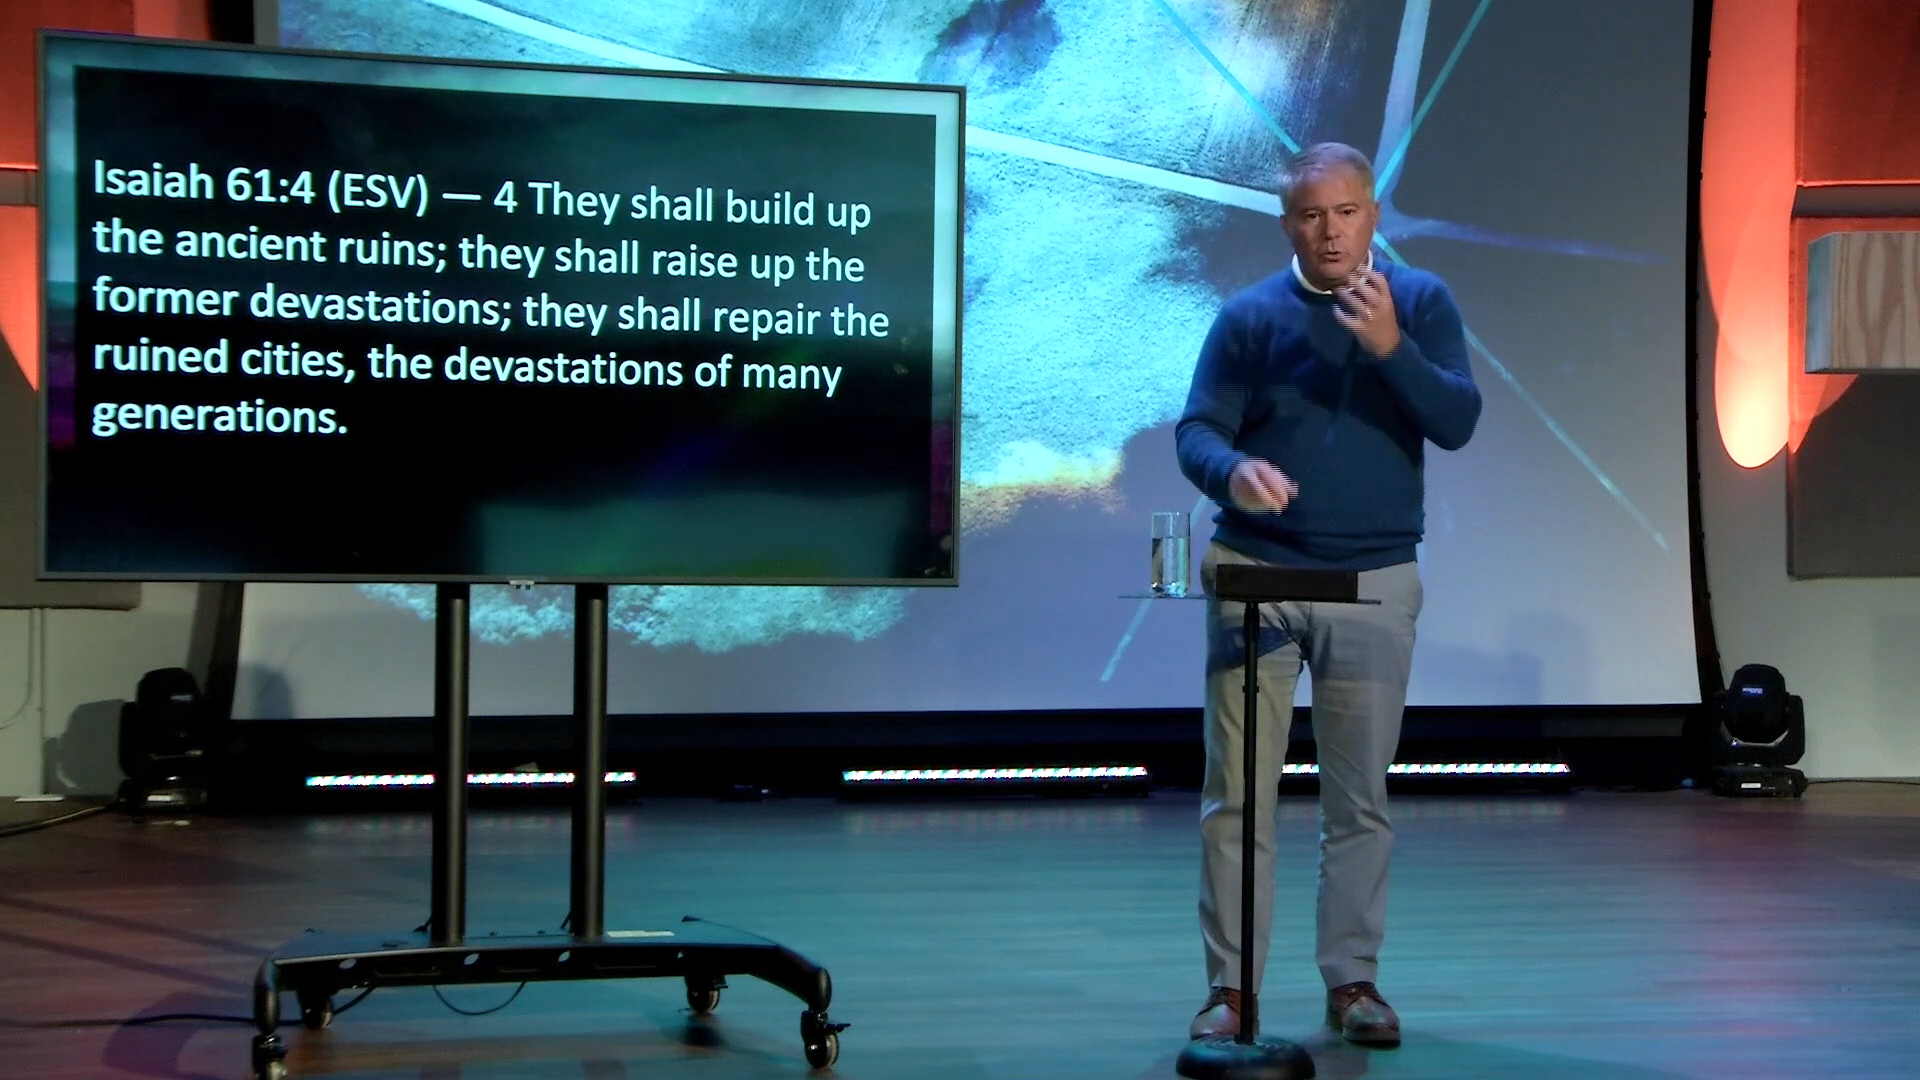 Isaiah 61:4 (ESV) — 4 They shall build up
the ancient ruins; they shall raise up the
former devastations; they shall repair the
ruined cities, the devastations of many
generations.